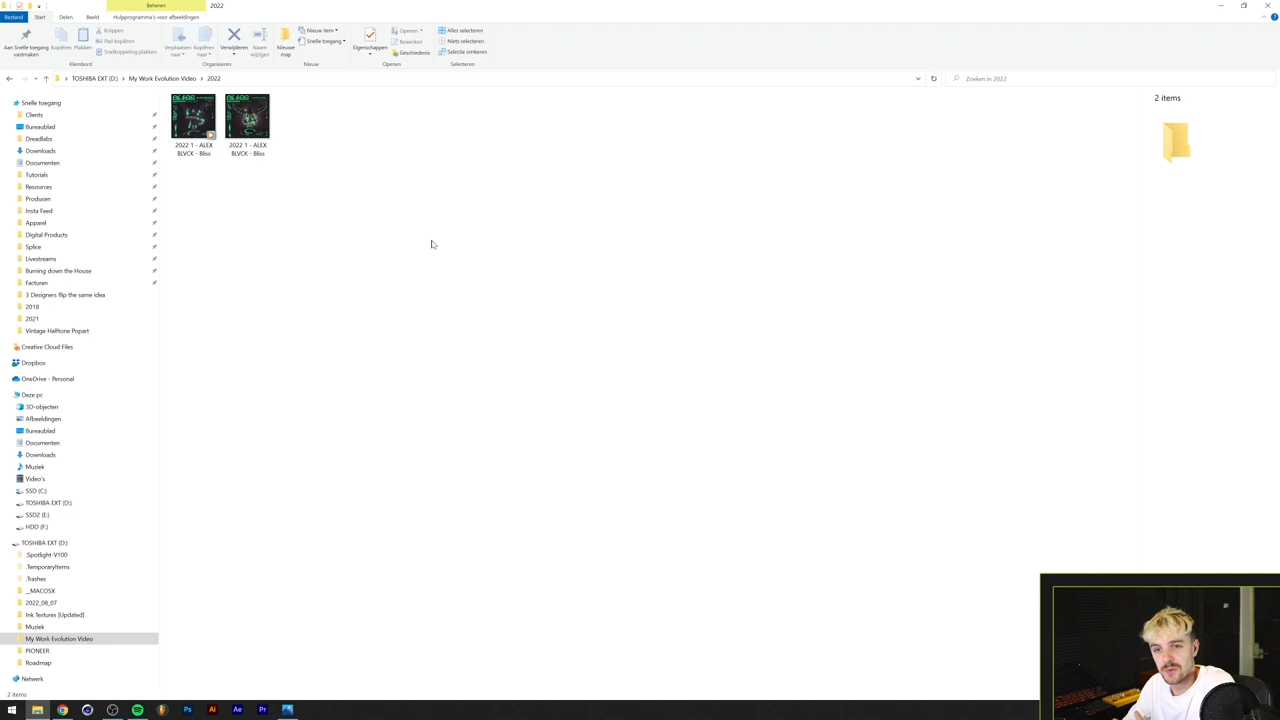 Beheren
2022
Bestand
Start
Delen
Beeld
Hulpprogramma's voor afbeeldingen
Aan Snelle toegang
vastmaken
Kopiëren
Plakken
Knippen
Pad kopiëren
Snelkoppeling plakken
Klembord
Verplaatsen
naar
Kopiëren
naar
Verwijderen
Naam
wijzigen
Organiseren
Nieuwe
map
Nieuw item
Snelle toegang
Nieuw
Eigenschappen
Openen
Bewerken
Geschiedenis
Openen
Alles selecteren
Niets selecteren
Selectie omkeren
Selecteren
TOSHIBA EXT (D:) > My Work Evolution Video > 2022
Zoeken in 2022
Snelle toegang
Clients
Bureaublad
Dreadlabs
Downloads
Documenten
Tutorials
Resources
Producen
Insta Feed
Apparel
Digital Products
Splice
Livestreams
Burning down the House
Facturen
3 Designers flip the same idea
2018
2021
Vintage Halftone Popart
Creative Cloud Files
Dropbox
OneDrive - Personal
Deze pc
3D-objecten
Afbeeldingen
Bureaublad
Documenten
Downloads
Muziek
Video's
SSD (C:)
TOSHIBA EXT (D:)
SSD2 (E:)
HDD (F:)
TOSHIBA EXT (D:)
.Spotlight-V100
.TemporaryItems
.Trashes
__MACOSX
2022_08_07
Ink Textures [Updated]
Muziek
My Work Evolution Video
PIONEER
Roadmap
Netwerk
2022 1 - ALEX
BLVCK - Bliss
2022 1 - ALEX
BLVCK - Bliss
2 items
2 items
Ps
Ai
Ae
Pr